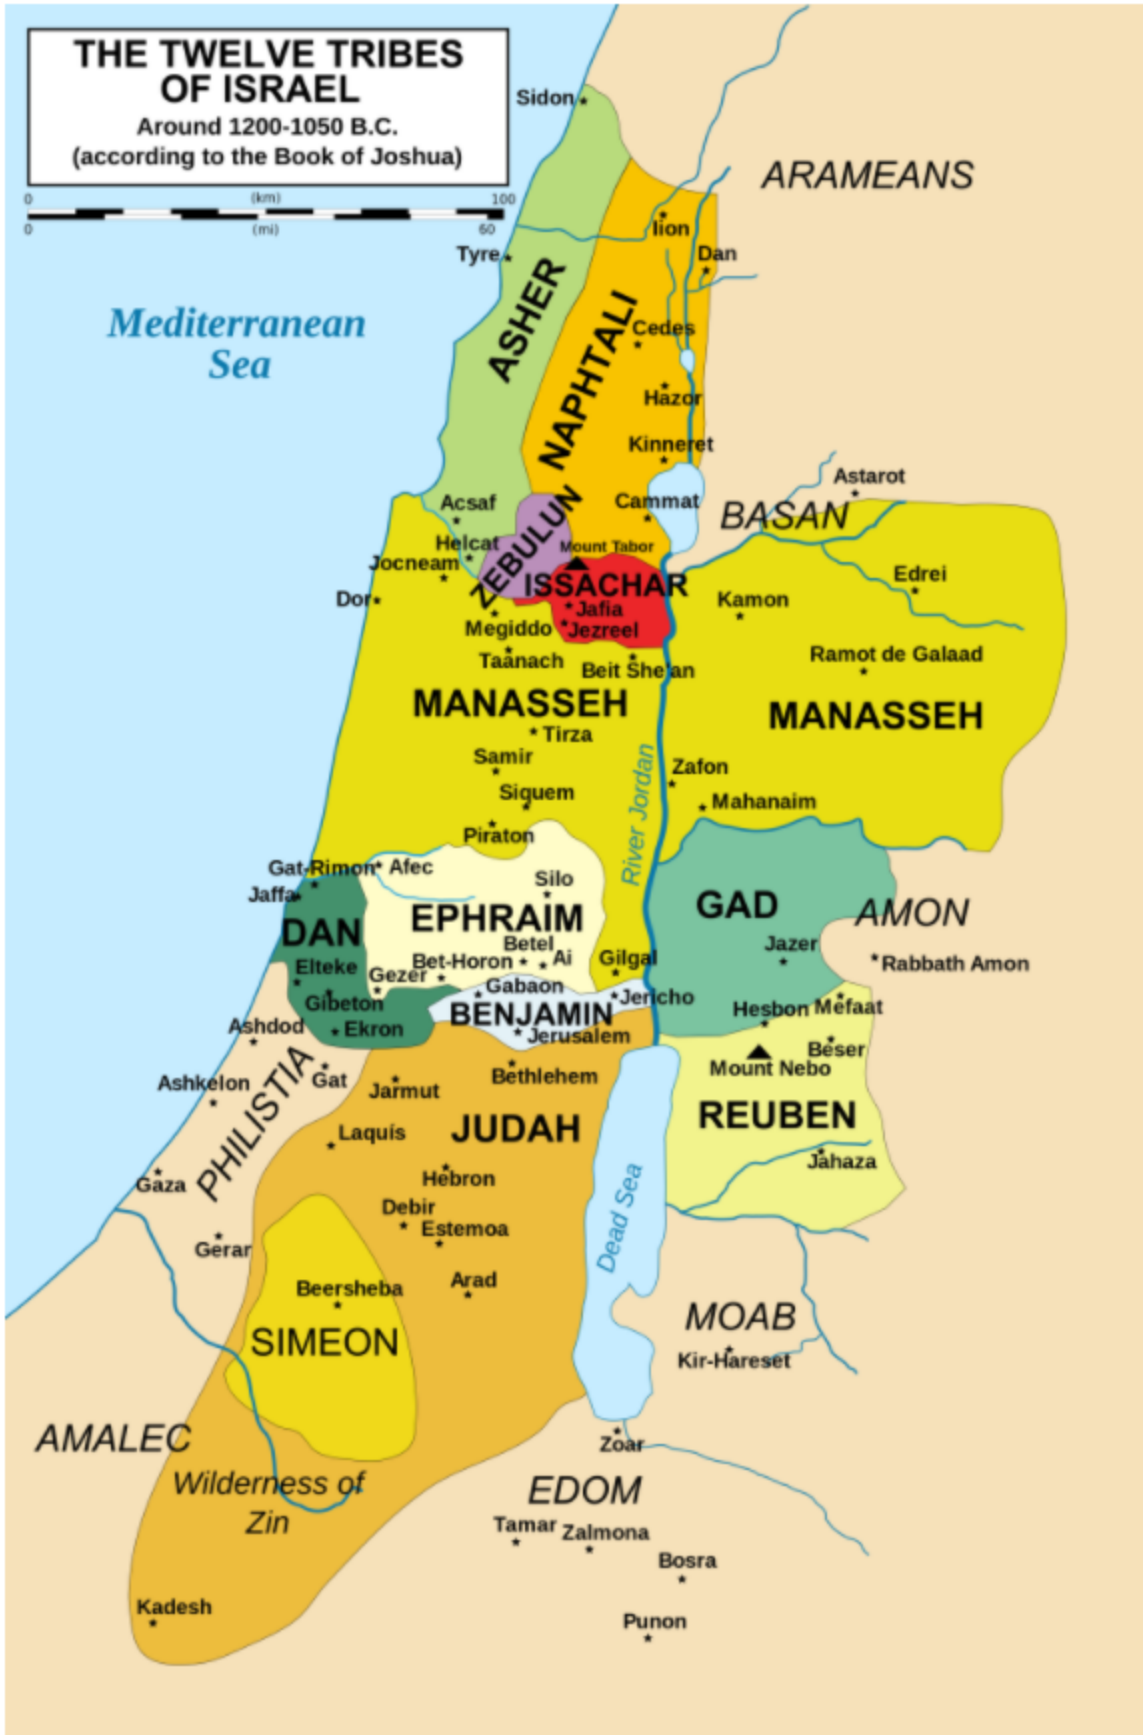 THE TWELVE TRIBES
OF ISRAEL
Around 1200-1050 B.C.
(according to the Book of Joshua)
0 (km) 100
0 (mi) 60
Sidon
ARAMEANS
Iion
Tyre
Dan
ASHER
NAPHTALI
Mediterranean
Sea
Cedes
Hazor
Kinneret
Astarot
Acsaf
Cammat
BASAN
ZEBULUN
Helcat
Mount Tabor
Jocneam
ISSACHAR
Edrei
Dor
Jafia
Kamon
Megiddo
Jezreel
Taanach
Beit She'an
Ramot de Galaad
MANASSEH
MANASSEH
Tirza
Samir
Zafon
Siquem
Mahanaim
River Jordan
Piraton
Gat-Rimon
Afec
Jaffa
Silo
GAD
AMON
DAN
EPHRAIM
Betel
Jazer
Elteke
Gezer
Bet-Horon
Ai
Gilgal
Rabbath Amon
Gibeton
Gabaon
Jericho
Hesbon
Mefaat
Ashdod
Ekron
BENJAMIN
Jerusalem
Beser
Gat
Mount Nebo
Ashkelon
Jarmut
Bethlehem
PHILISTIA
JUDAH
REUBEN
Laquís
Jahaza
Gaza
Hebron
Debir
Dead Sea
Estemoa
Gerar
Arad
Beersheba
MOAB
SIMEON
Kir-Hareset
AMALEC
Zoar
Wilderness of
Zin
EDOM
Tamar
Zalmona
Bosra
Kadesh
Punon